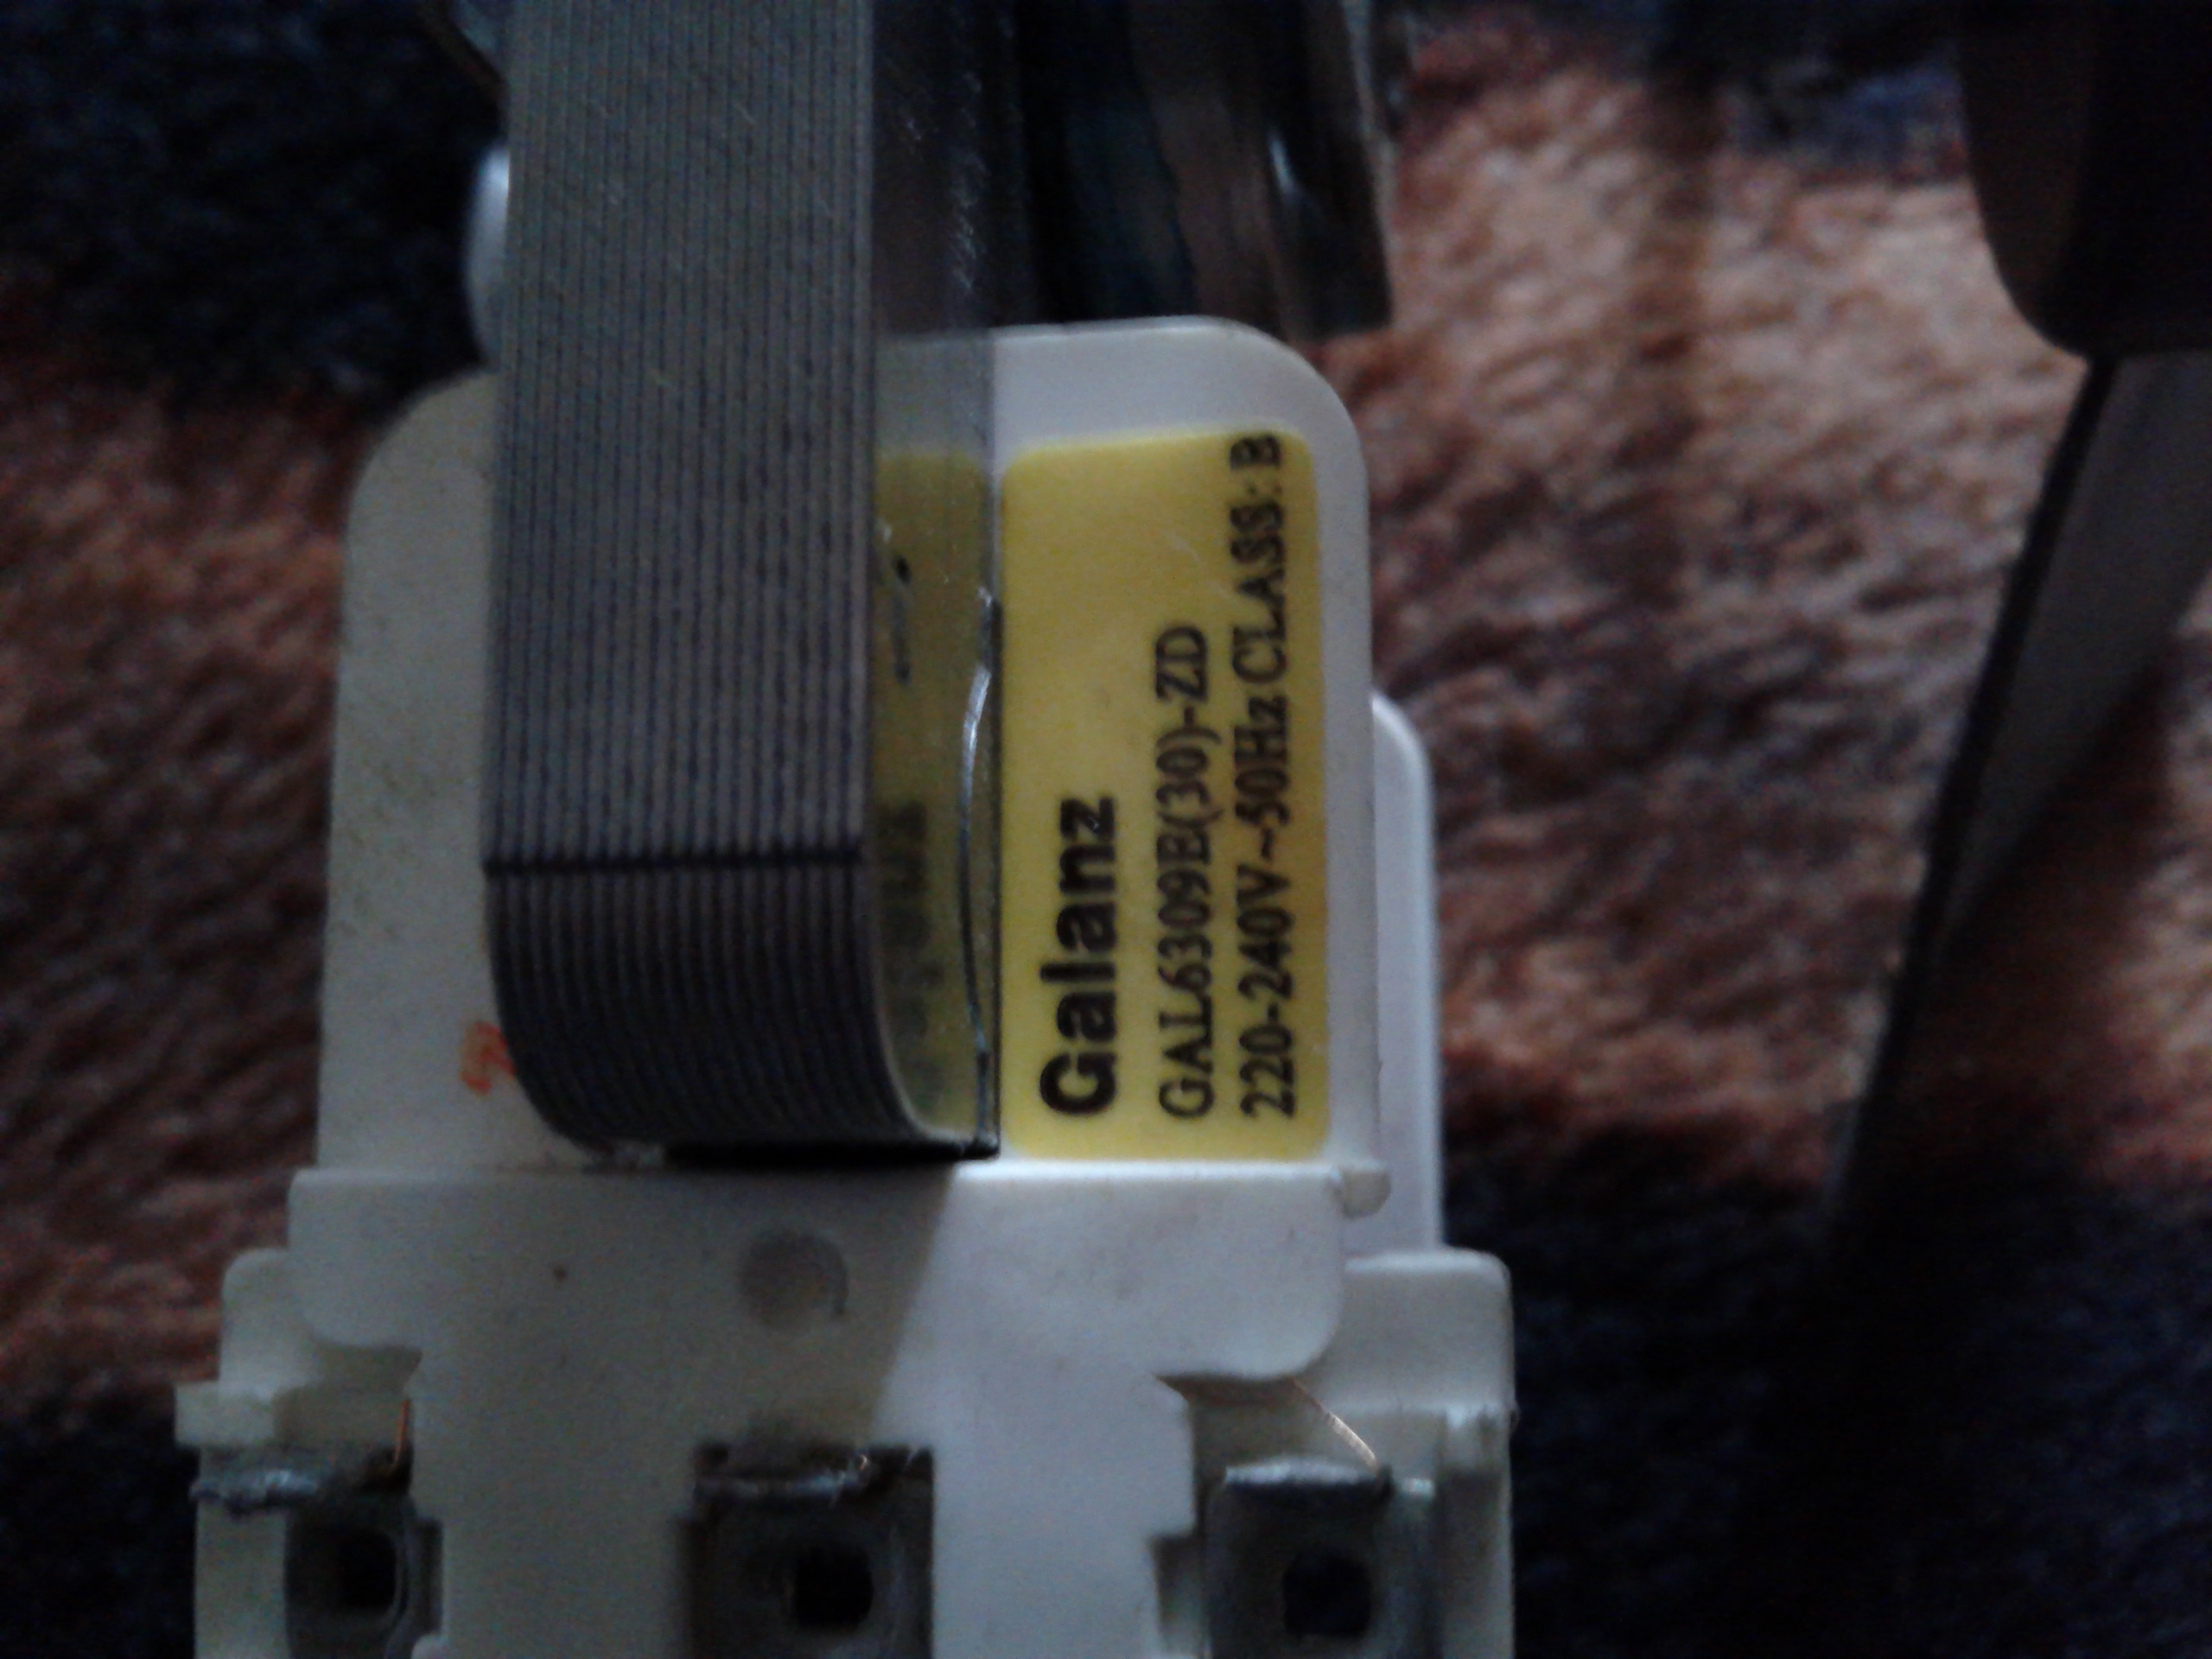 Galanz
GAL6309E(30)-ZD
220-240V~50Hz CLASS: B